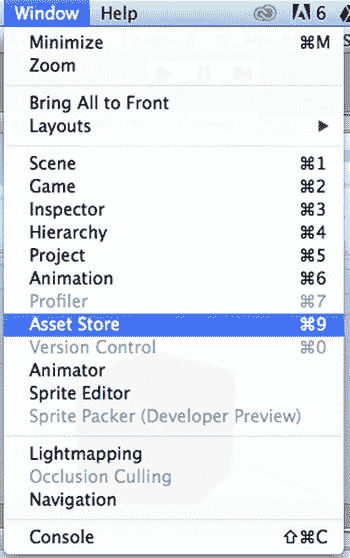 Window Help 6
Minimize ⌘M
Zoom
Bring All to Front
Layouts ▶
Scene ⌘1
Game ⌘2
Inspector ⌘3
Hierarchy ⌘4
Project ⌘5
Animation ⌘6
Profiler ⌘7
Asset Store ⌘9
Version Control ⌘0
Animator
Sprite Editor
Sprite Packer (Developer Preview)
Lightmapping
Occlusion Culling
Navigation
Console ⇧⌘C